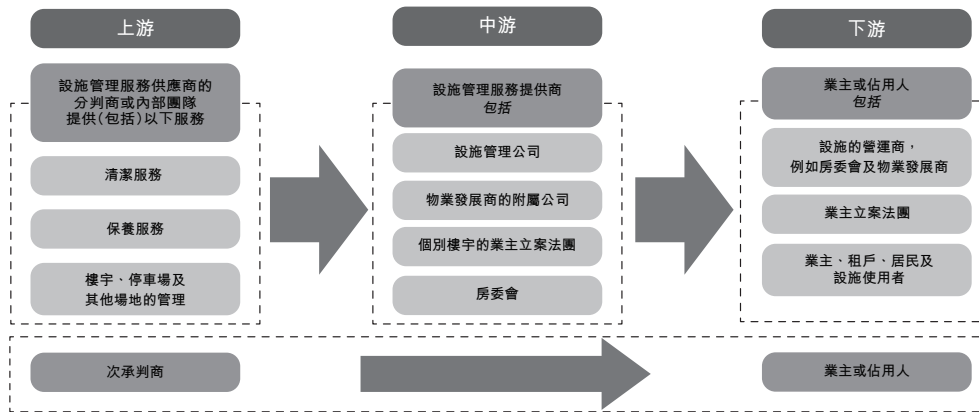 上游
設施管理服務供應商的
分判商或內部團隊
提供(包括)以下服務
清潔服務
保養服務
樓宇、停車場及
其他場地的管理
中游
設施管理服務提供商
包括
設施管理公司
物業發展商的附屬公司
個別樓宇的業主立案法團
房委會
下游
業主或佔用人
包括
設施的營運商，
例如房委會及物業發展商
業主立案法團
業主、租戶、居民及
設施使用者
次承判商
業主或佔用人